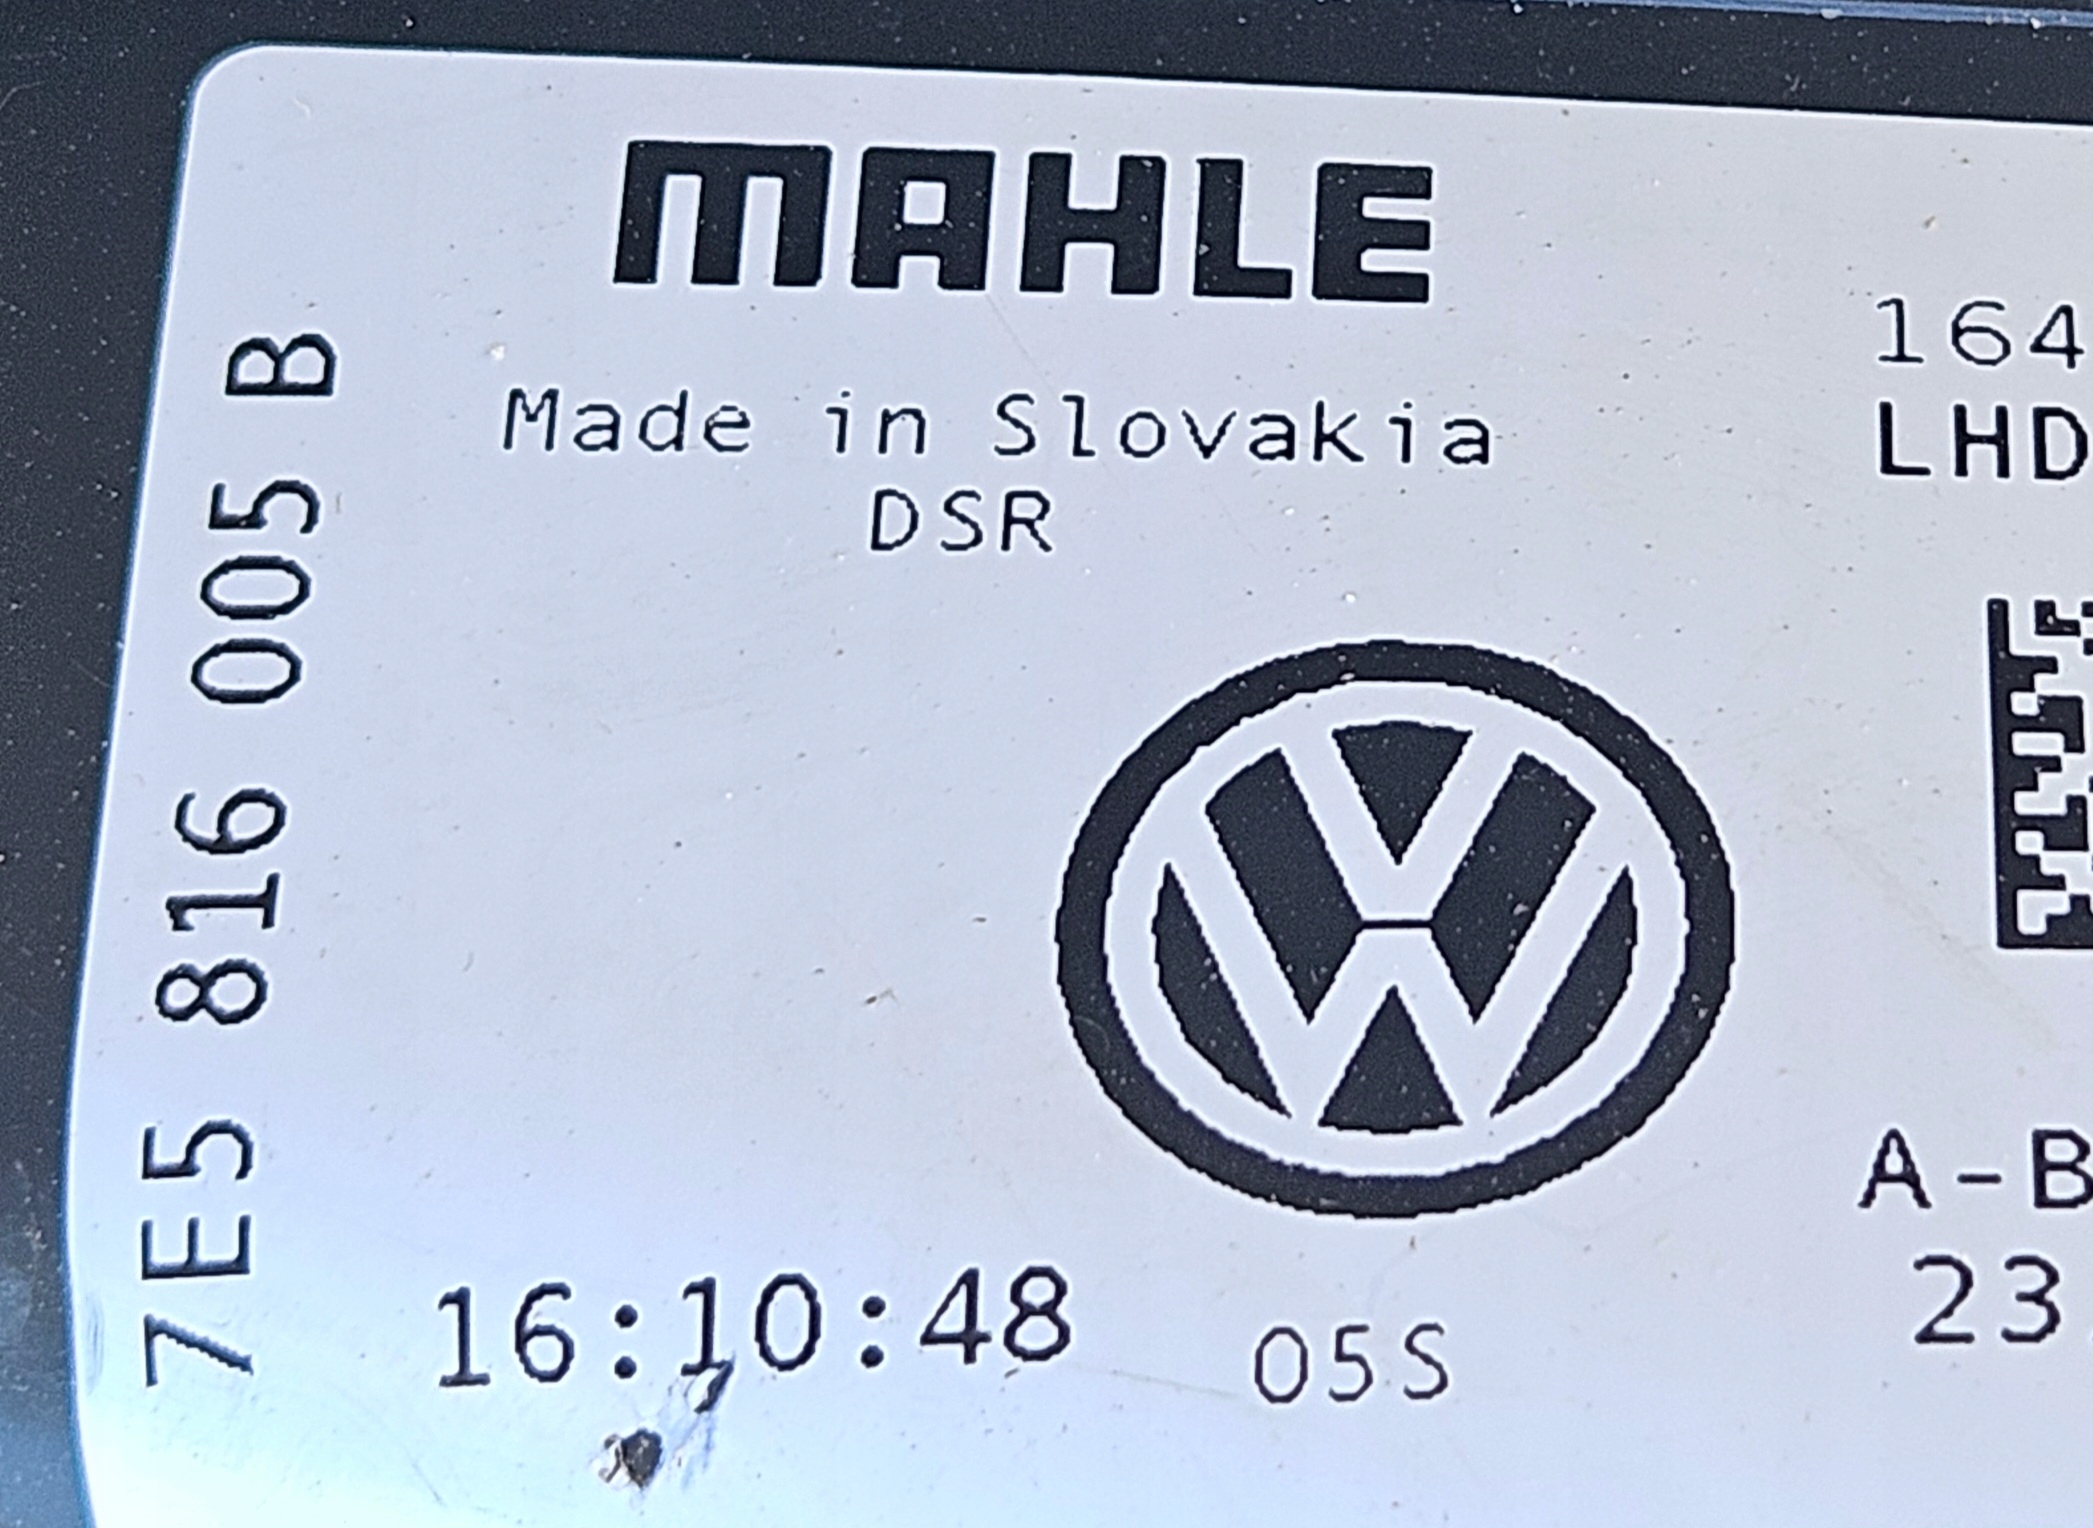 MAHLE
Made in Slovakia
DSR
7E5 816 005 B
164
LHD
A-B
16:10:48
05S
23.